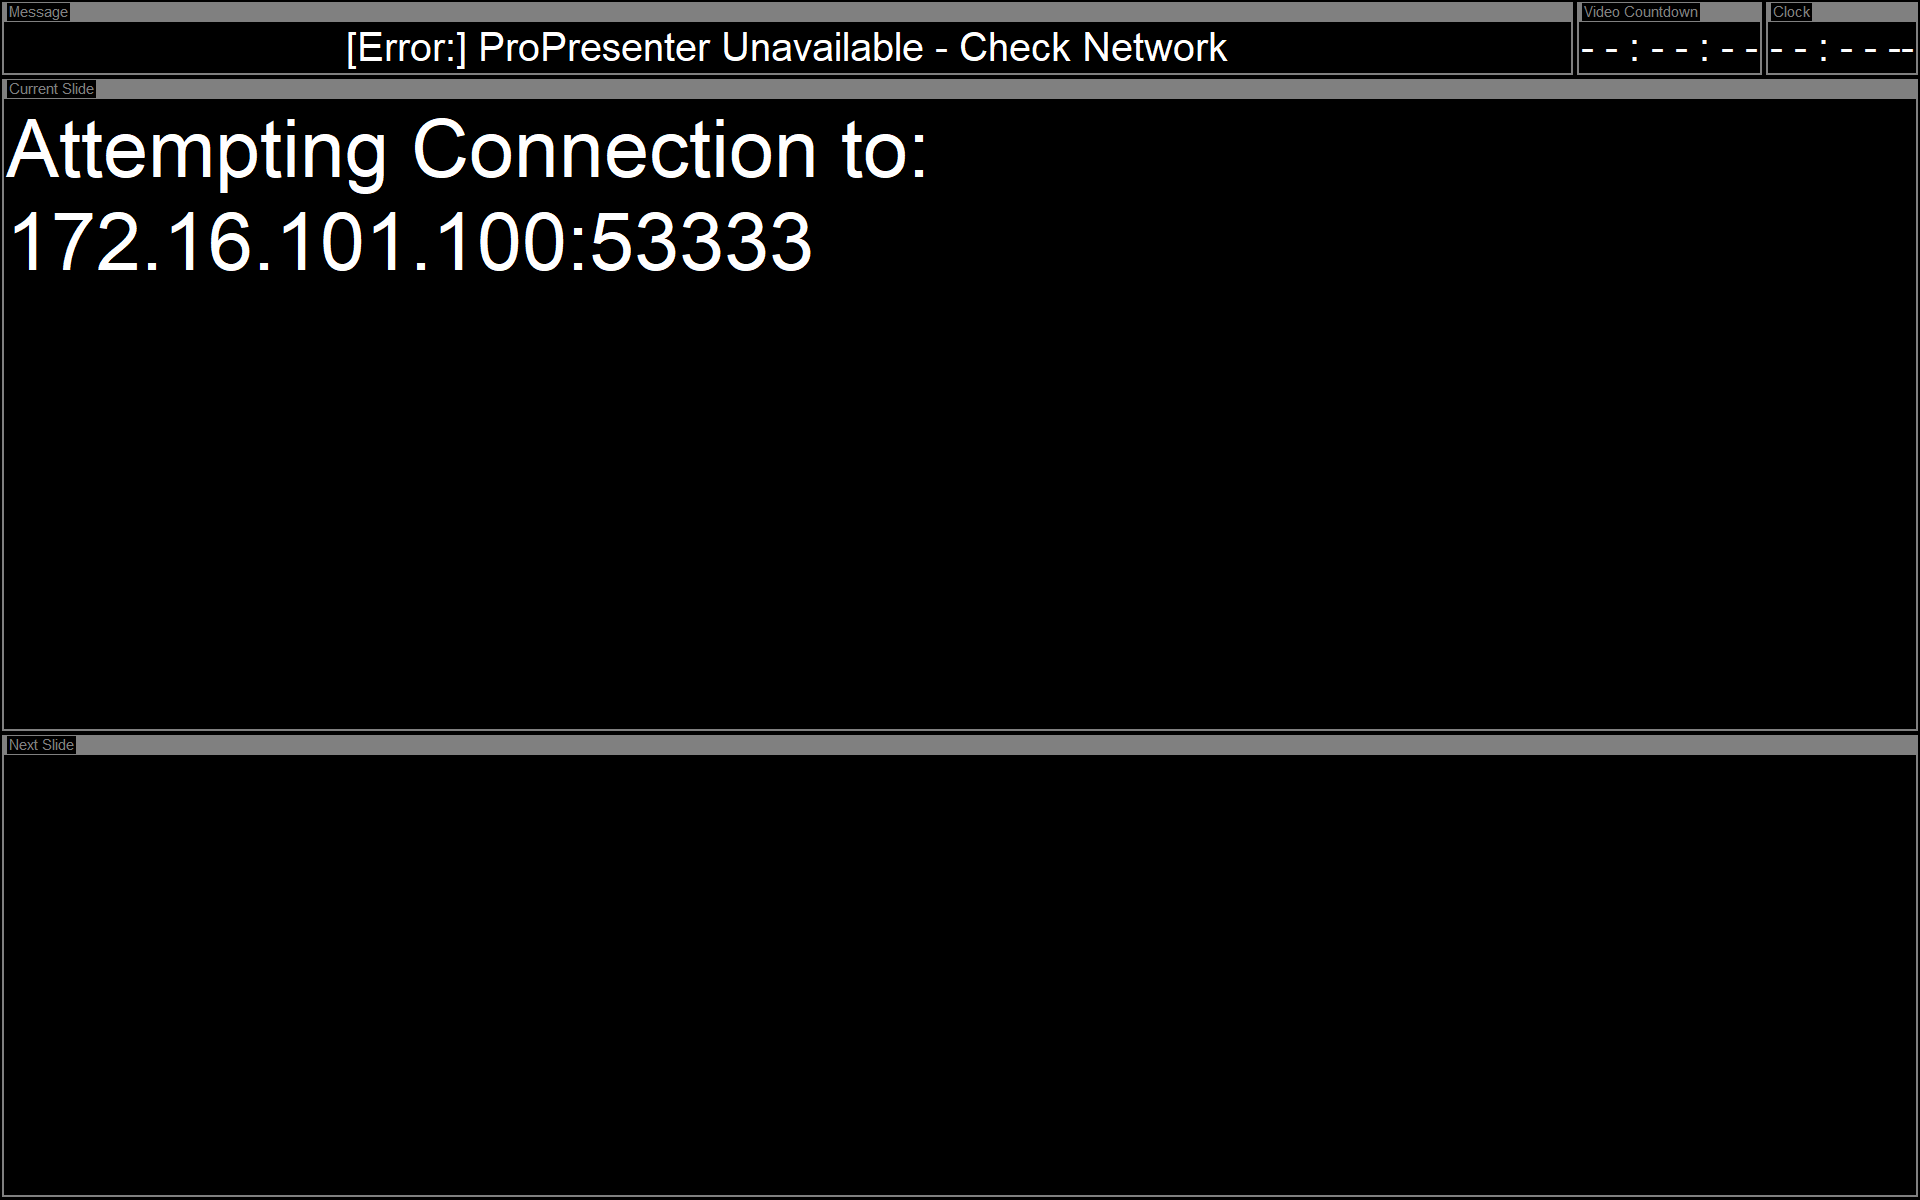 Message
[Error:] ProPresenter Unavailable - Check Network
Video Countdown
- - : - - : - -
Clock
- - : - - --
Current Slide
Attempting Connection to:
172.16.101.100:53333
Next Slide